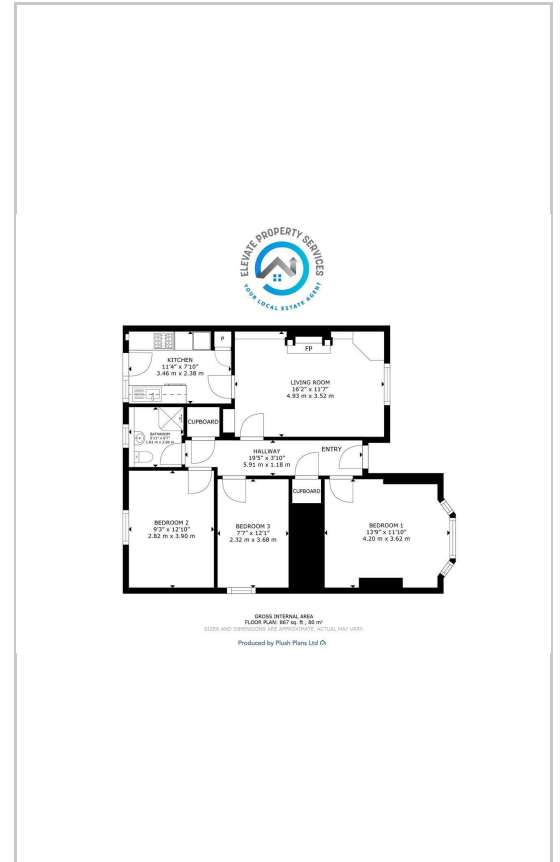 ELEVATE PROPERTY SERVICES
YOUR LOCAL ESTATE AGENT
KITCHEN
11'4" x 7'10"
3.46 m x 2.38 m
P
FP
LIVING ROOM
16'2" x 11'7"
4.93 m x 3.52 m
BATHROOM
CUPBOARD
HALLWAY
19'5" x 3'10"
5.91 m x 1.18 m
ENTRY
BEDROOM 2
9'3" x 12'10"
2.82 m x 3.90 m
BEDROOM 3
7'7" x 12'1"
2.32 m x 3.68 m
CUPBOARD
BEDROOM 1
13'9" x 11'10"
4.20 m x 3.62 m
GROSS INTERNAL AREA
FLOOR PLAN: 867 sq. ft , 80 m²
SIZES AND DIMENSIONS ARE APPROXIMATE, ACTUAL MAY VARY.
Produced by Plush Plans Ltd